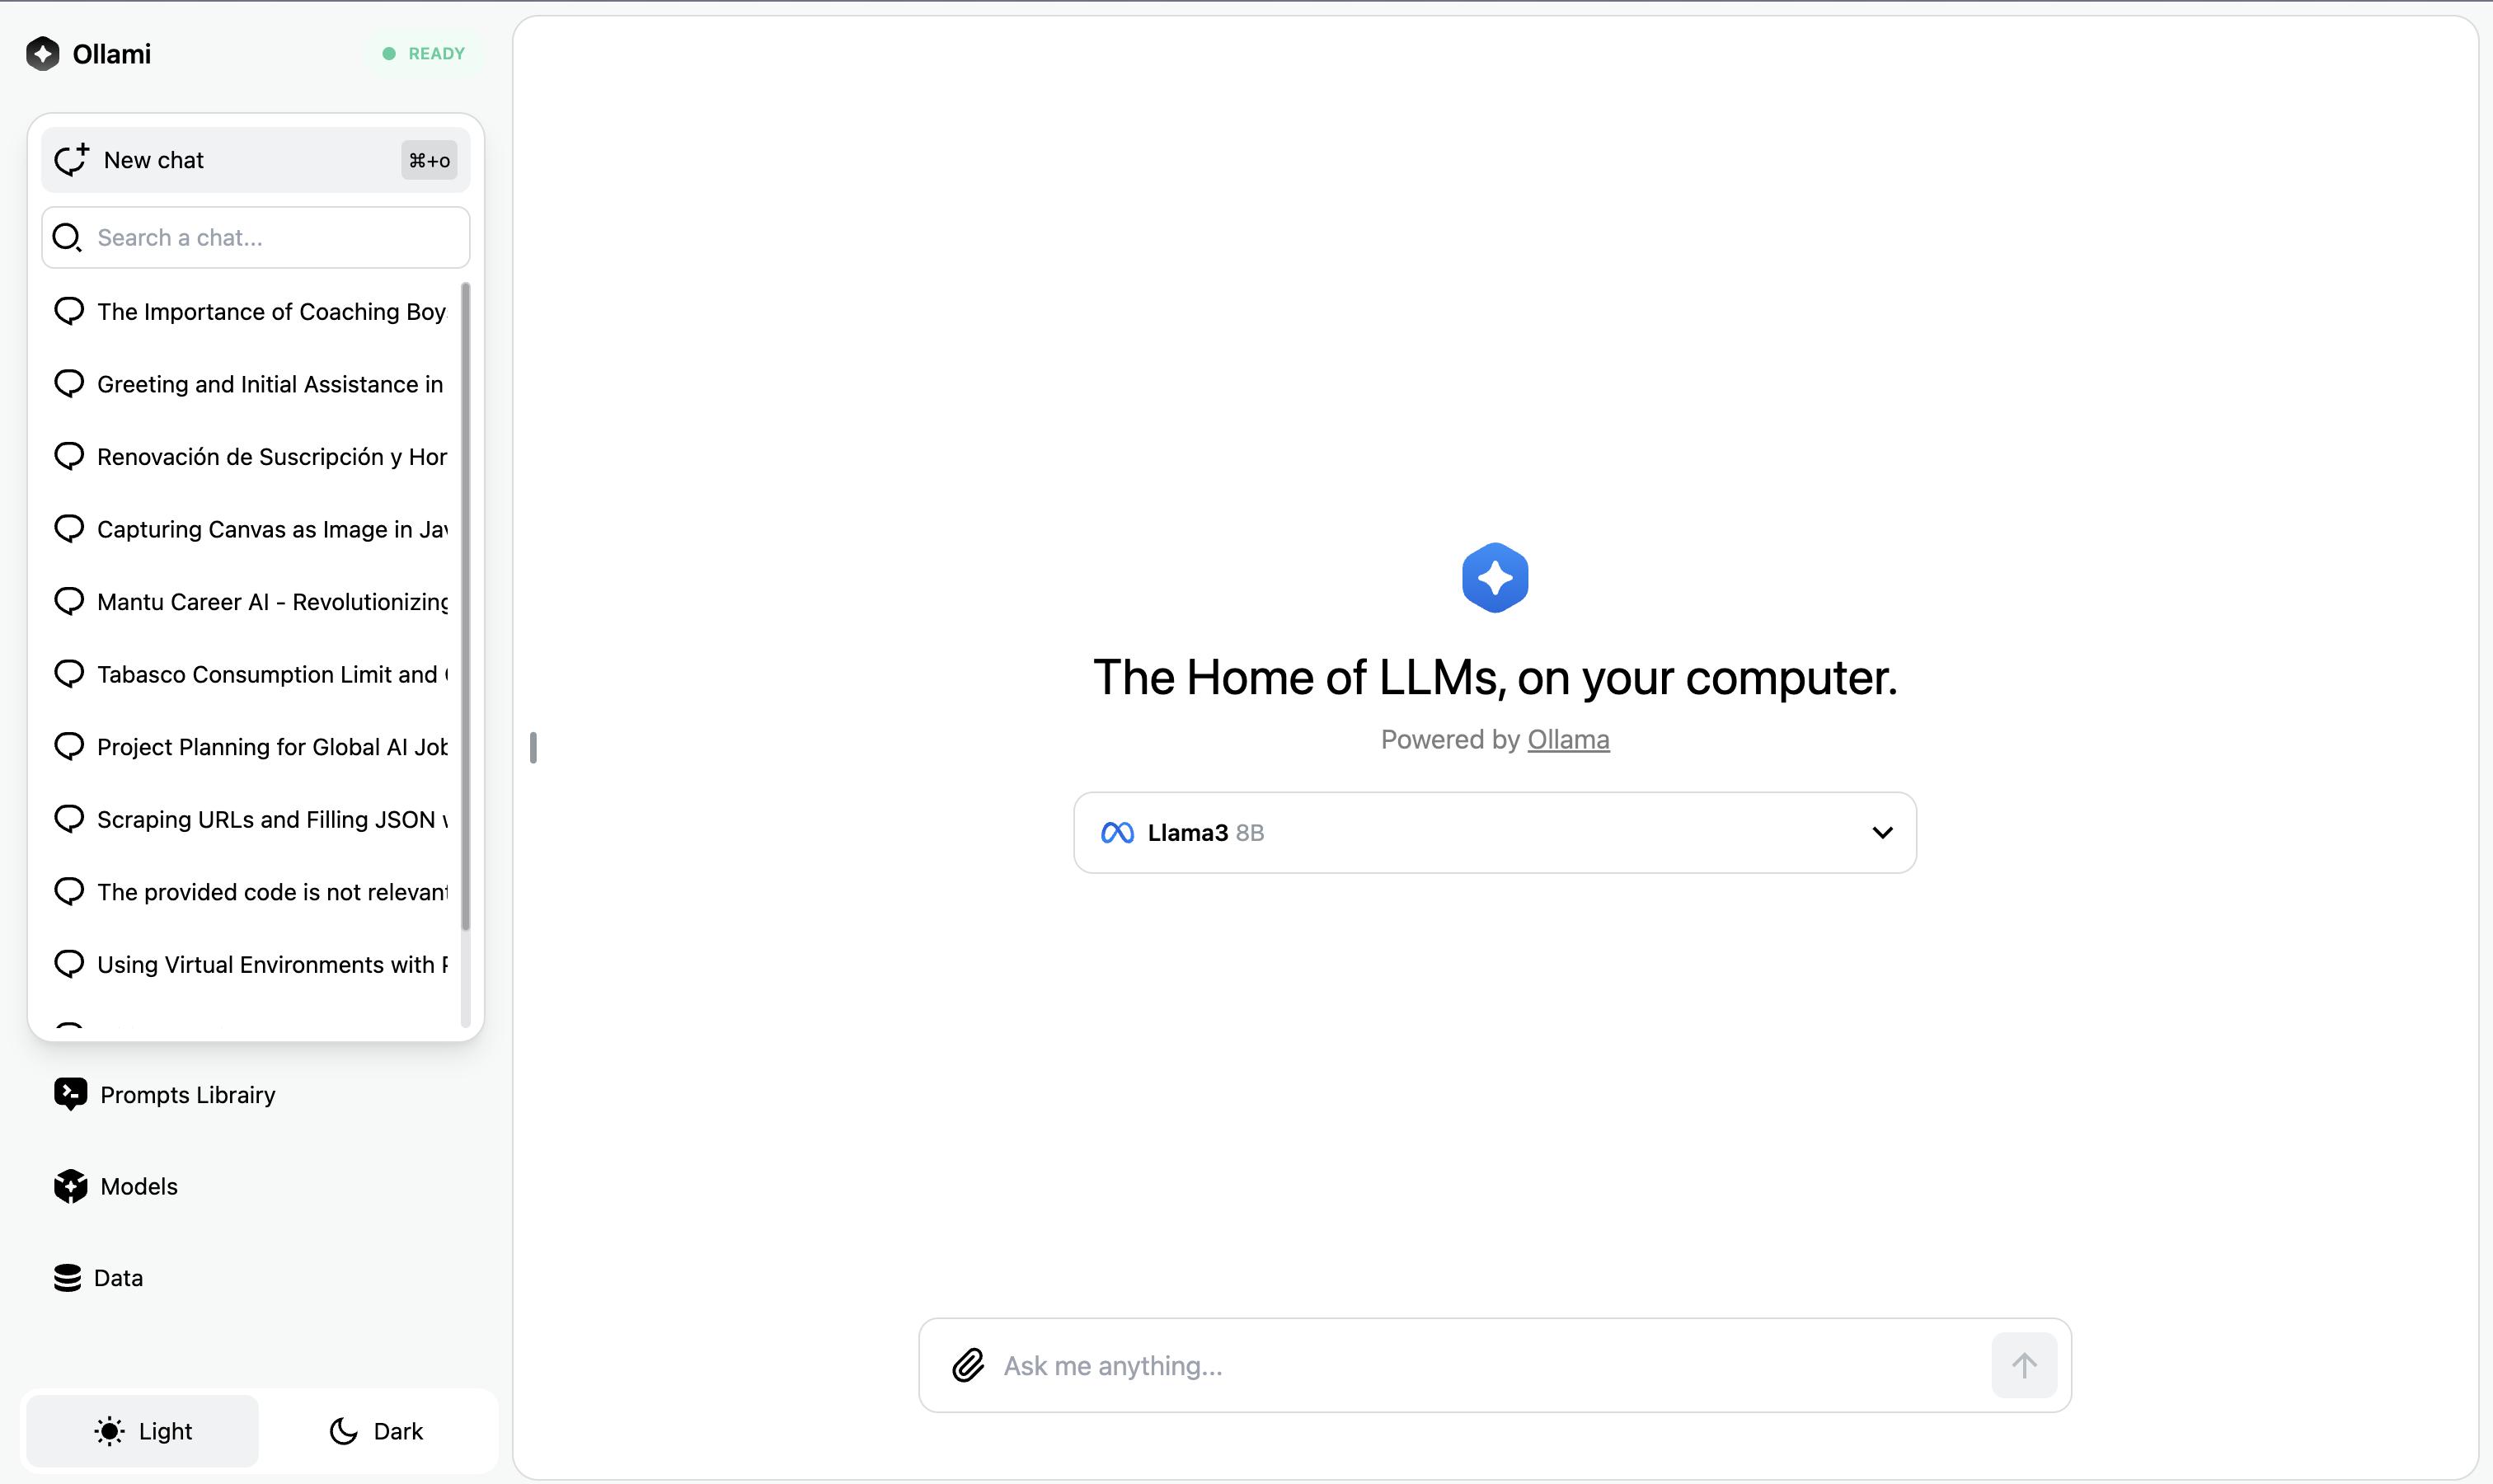 Ollami
READY
New chat
⌘+o
Search a chat...
The Importance of Coaching Boy
Greeting and Initial Assistance in
Renovación de Suscripción y Hor
Capturing Canvas as Image in Jav
Mantu Career AI - Revolutionizing
Tabasco Consumption Limit and
Project Planning for Global AI Job
Scraping URLs and Filling JSON
The provided code is not relevant
Using Virtual Environments with
Prompts Librairy
Models
Data
Light
Dark
The Home of LLMs, on your computer.
Powered by Ollama
Llama3 8B
Ask me anything...